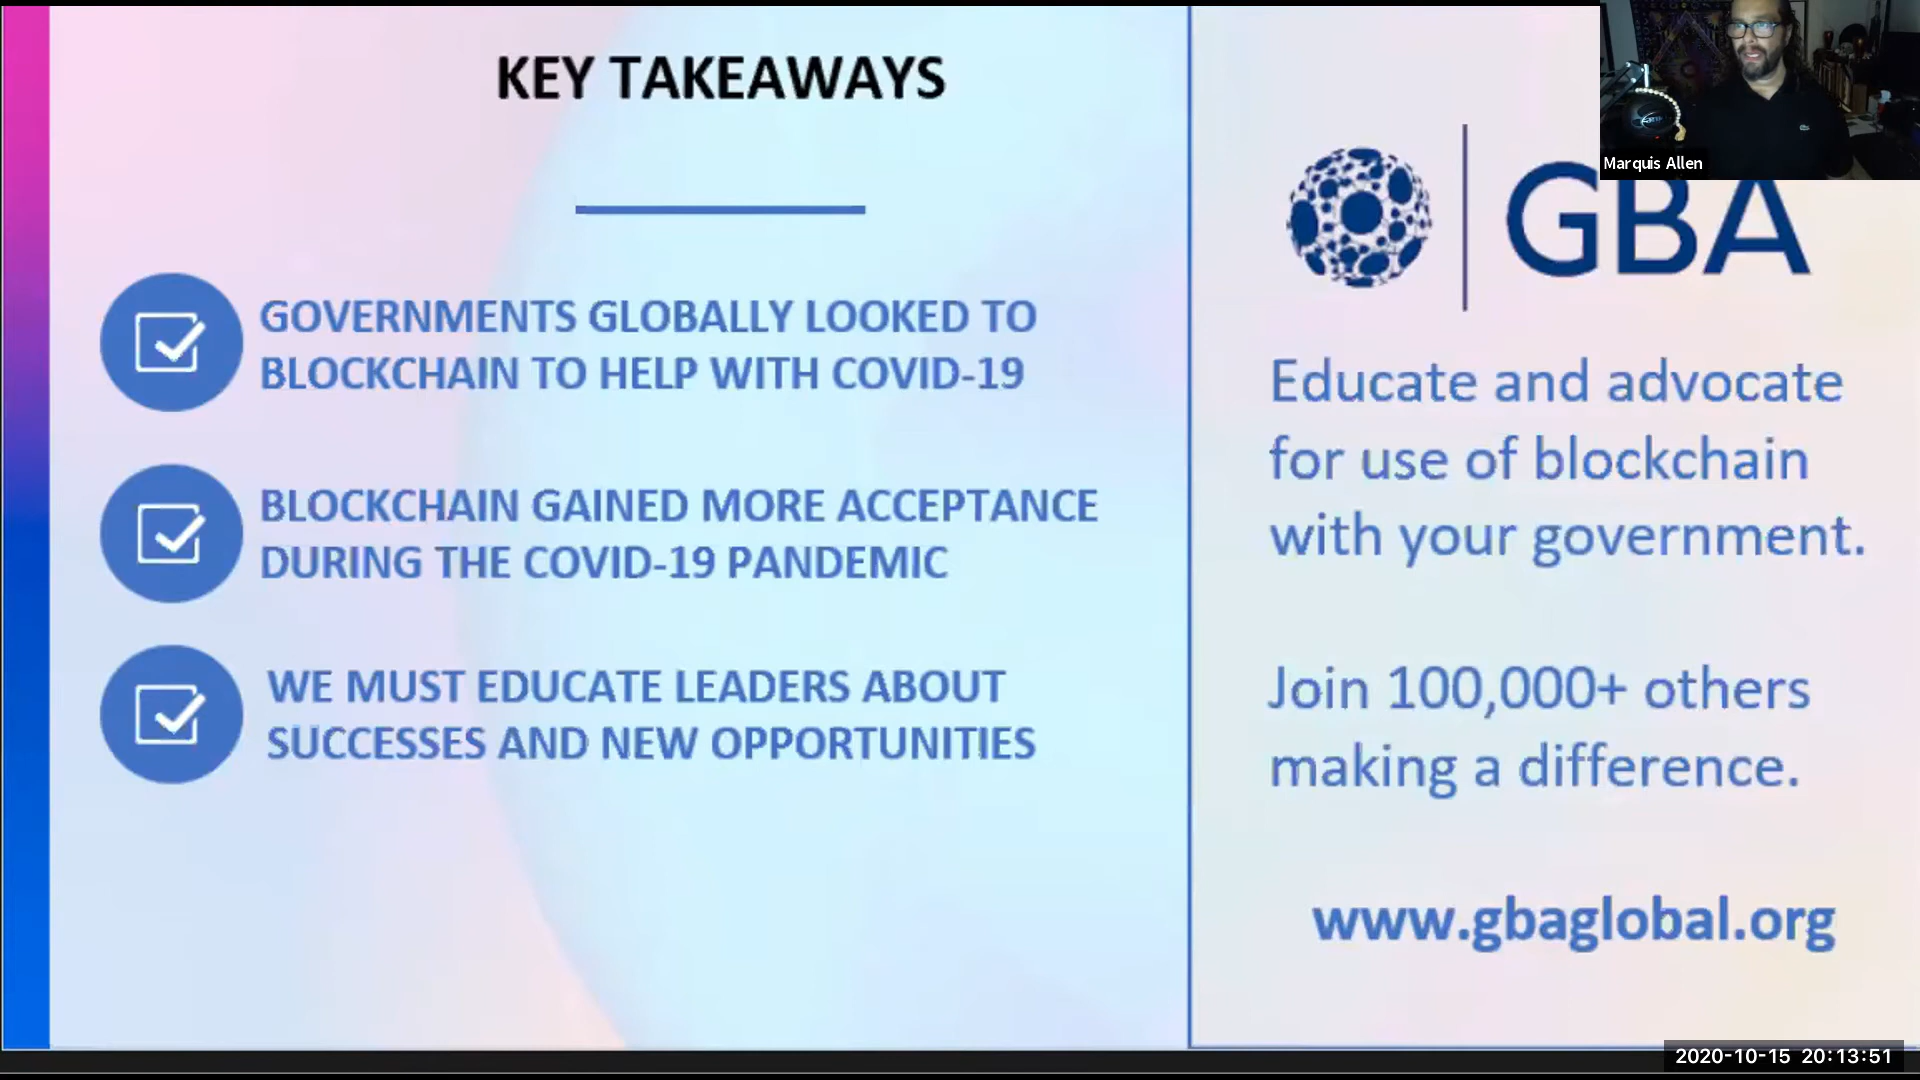 KEY TAKEAWAYS
GOVERNMENTS GLOBALLY LOOKED TO
BLOCKCHAIN TO HELP WITH COVID-19
BLOCKCHAIN GAINED MORE ACCEPTANCE
DURING THE COVID-19 PANDEMIC
WE MUST EDUCATE LEADERS ABOUT
SUCCESSES AND NEW OPPORTUNITIES
Marquis Allen
GBA
Educate and advocate
for use of blockchain
with your government.
Join 100,000+ others
making a difference.
www.gbaglobal.org
2020-10-15 20:13:51